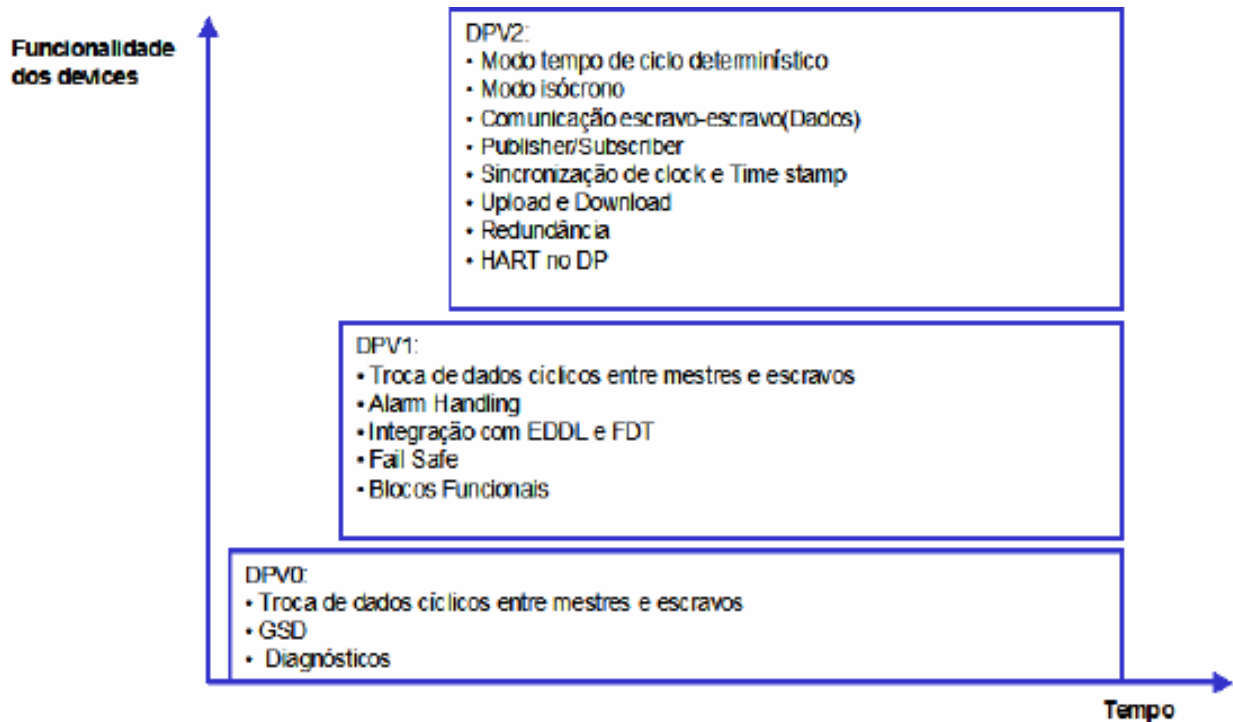 Funcionalidade
dos devices
DPV2:
• Modo tempo de ciclo determinístico
• Modo isócrono
• Comunicação escravo-escravo(Dados)
• Publisher/Subscriber
• Sincronização de clock e Time stamp
• Upload e Download
• Redundância
• HART no DP
DPV1:
• Troca de dados cíclicos entre mestres e escravos
• Alarm Handling
• Integração com EDDL e FDT
• Fail Safe
• Blocos Funcionais
DPV0:
• Troca de dados cíclicos entre mestres e escravos
• GSD
• Diagnósticos
Tempo